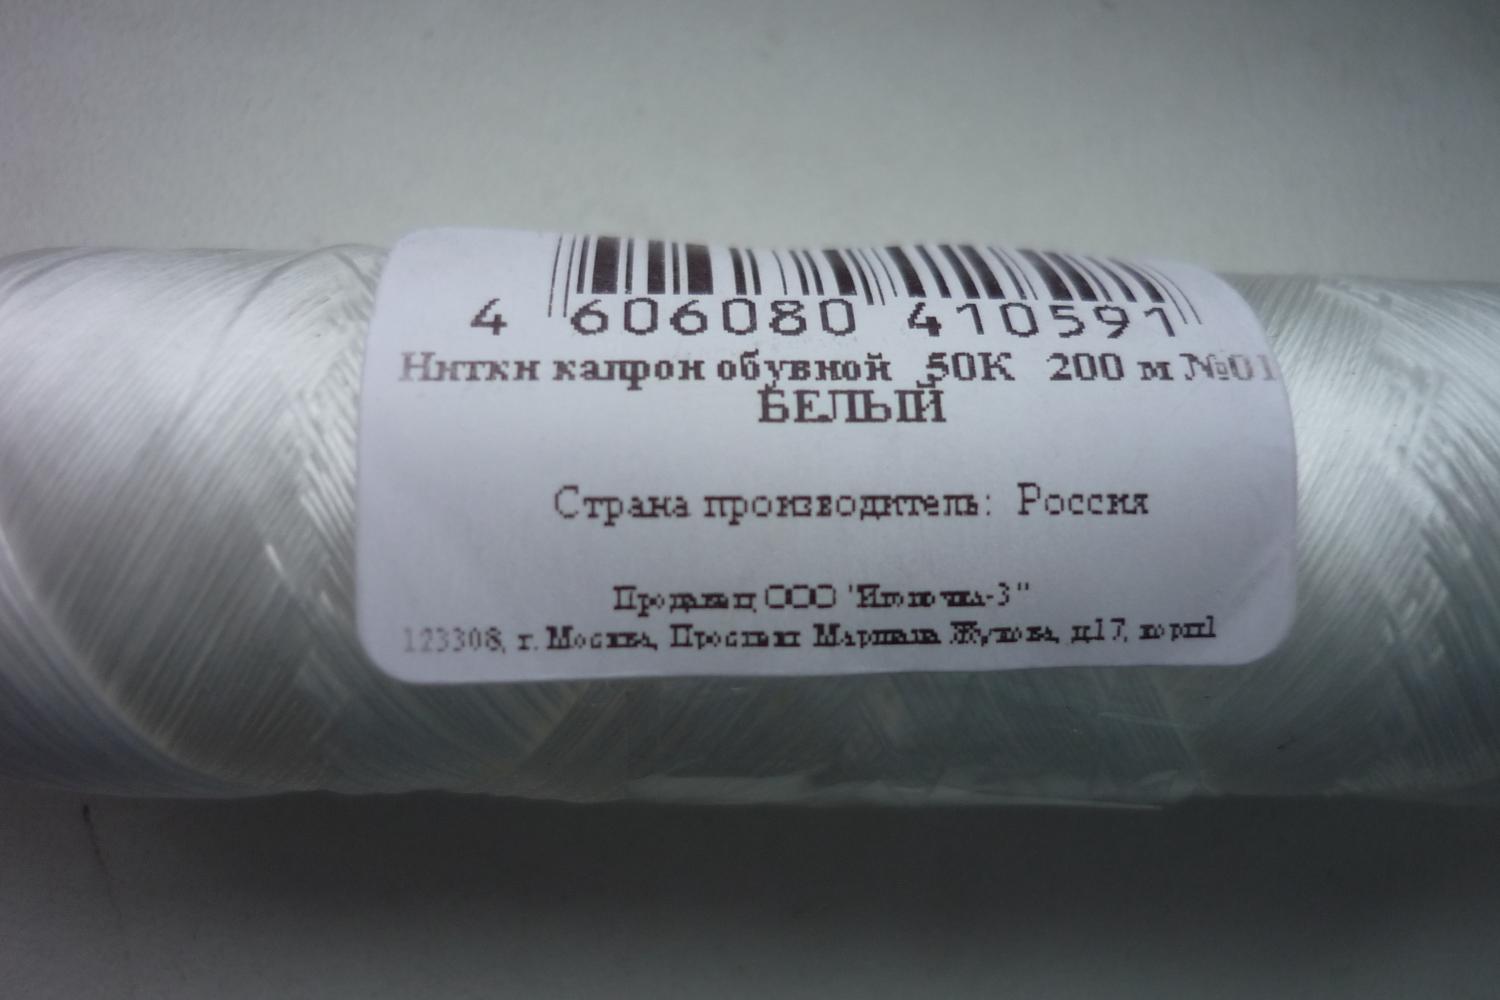 4 606080 410591
Нитки капрон обувной 50К 200 м №01
БЕЛЫЙ
Страна производитель: Россия
Продавец ООО "Иголочка-3"
123308, г. Москва, Проспект Маршала Жукова, д.17, корп1